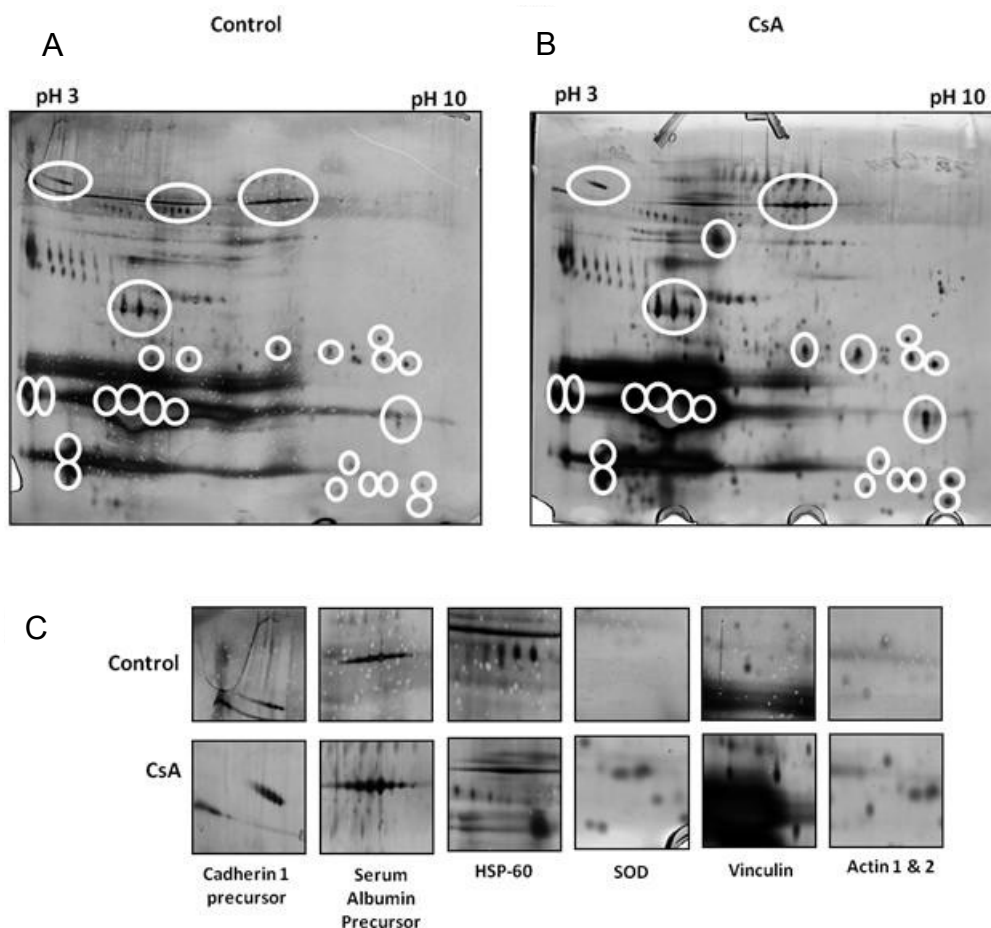 Control
CsA
A
B
pH 3
pH 10
pH 3
pH 10
C
Control
CsA
Cadherin 1
precursor
Serum
Albumin
Precursor
HSP-60
SOD
Vinculin
Actin 1 & 2